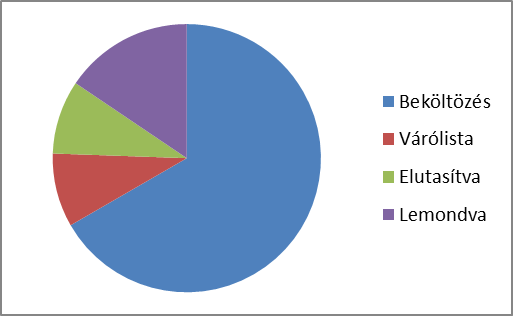 Beköltözés
Várólista
Elutasítva
Lemondva